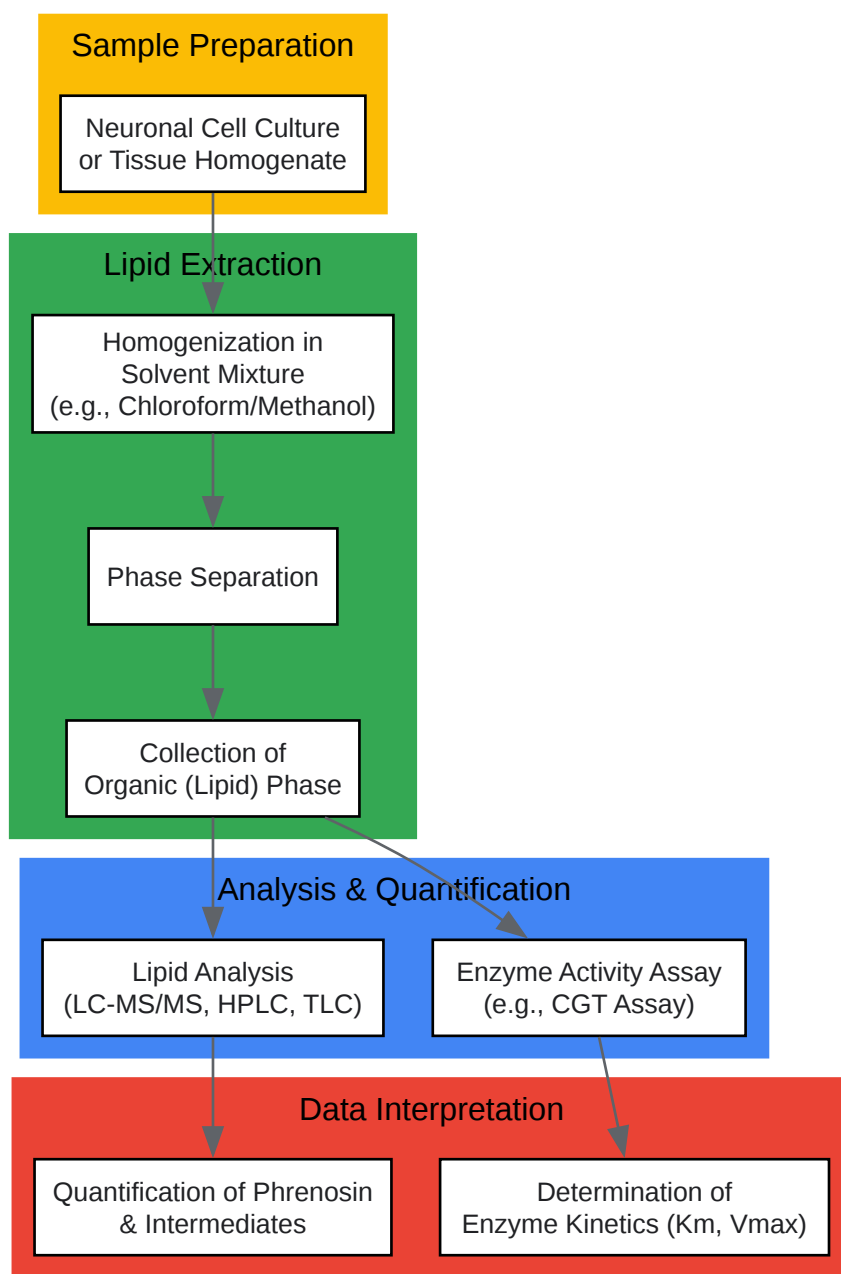 Sample Preparation
Neuronal Cell Culture
or Tissue Homogenate
Lipid Extraction
Homogenization in
Solvent Mixture
(e.g., Chloroform/Methanol)
Phase Separation
Collection of
Organic (Lipid) Phase
Analysis & Quantification
Lipid Analysis
(LC-MS/MS, HPLC, TLC)
Enzyme Activity Assay
(e.g., CGT Assay)
Data Interpretation
Quantification of Phrenosin
& Intermediates
Determination of
Enzyme Kinetics (Km, Vmax)